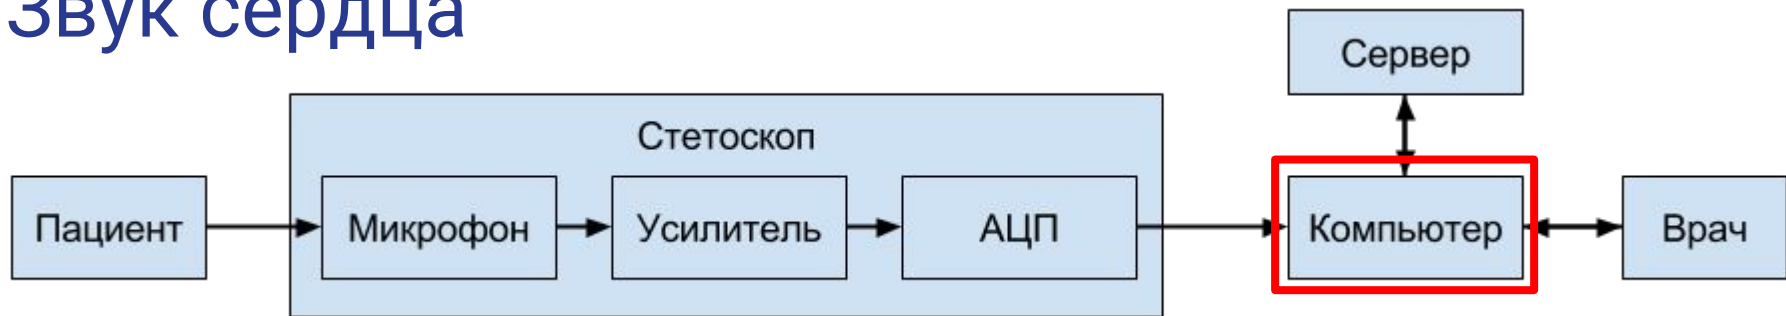 Звук сердца
Сервер
Стетоскоп
Пациент
Микрофон
Усилитель
АЦП
Компьютер
Врач